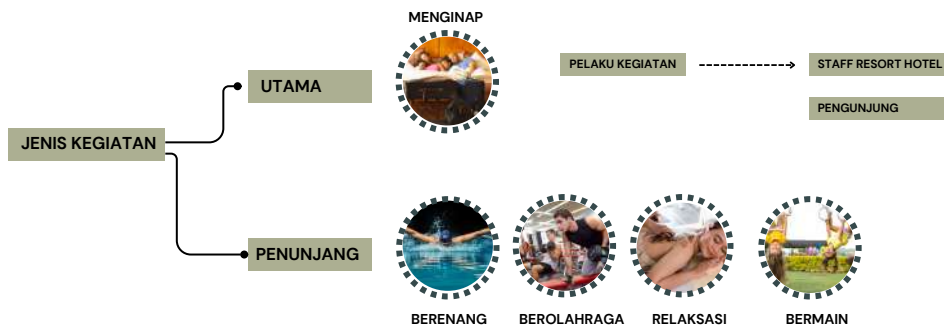 MENGINAP
PELAKU KEGIATAN
STAFF RESORT HOTEL
UTAMA
PENGUNJUNG
JENIS KEGIATAN
PENUNJANG
BERENANG
BEROLAHRAGA
RELAKSASI
BERMAIN